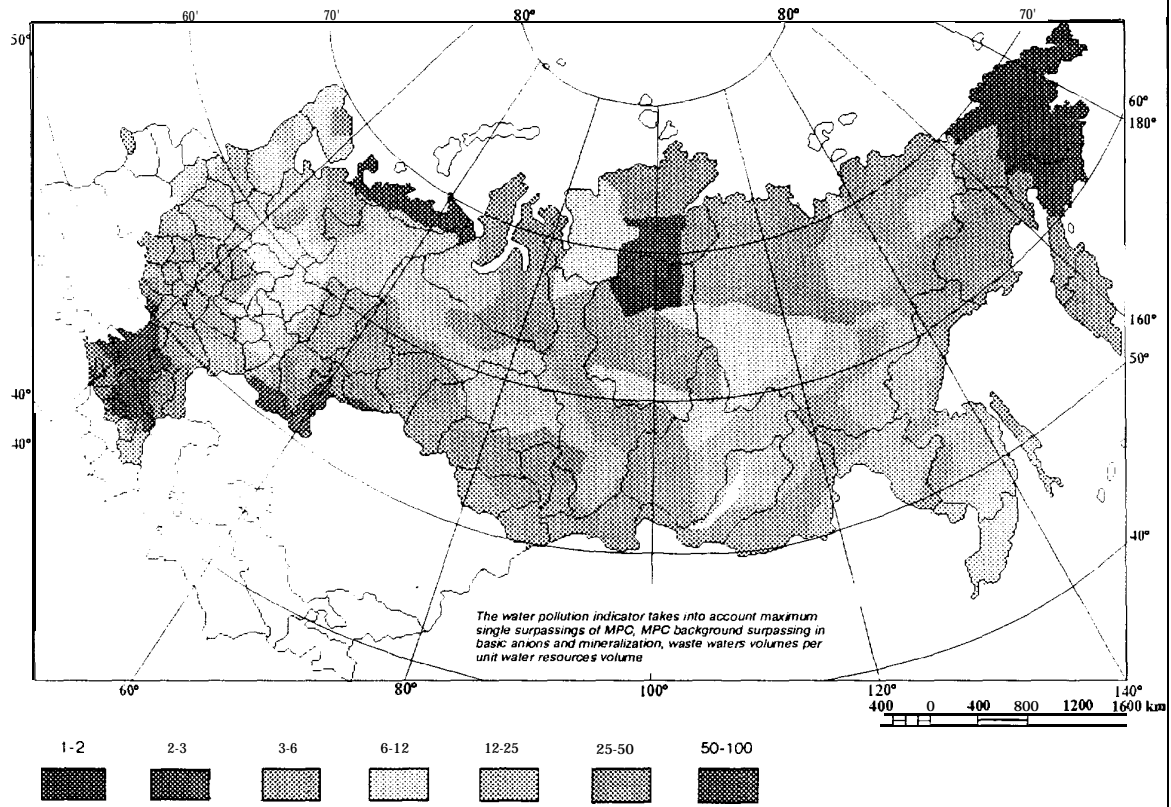 60' 70' 80° 80° 70'
50°
60°
180°
160°
50°
40°
40°
40°
The water pollution indicator takes into account maximum
single surpassings of MPC, MPC background surpassing in
basic anions and mineralization, waste waters volumes per
unit water resources volume
60° 80° 100° 120° 140°
400 0 400 800 1200 1600 km
1-2 2-3 3-6 6-12 12-25 25-50 50-100